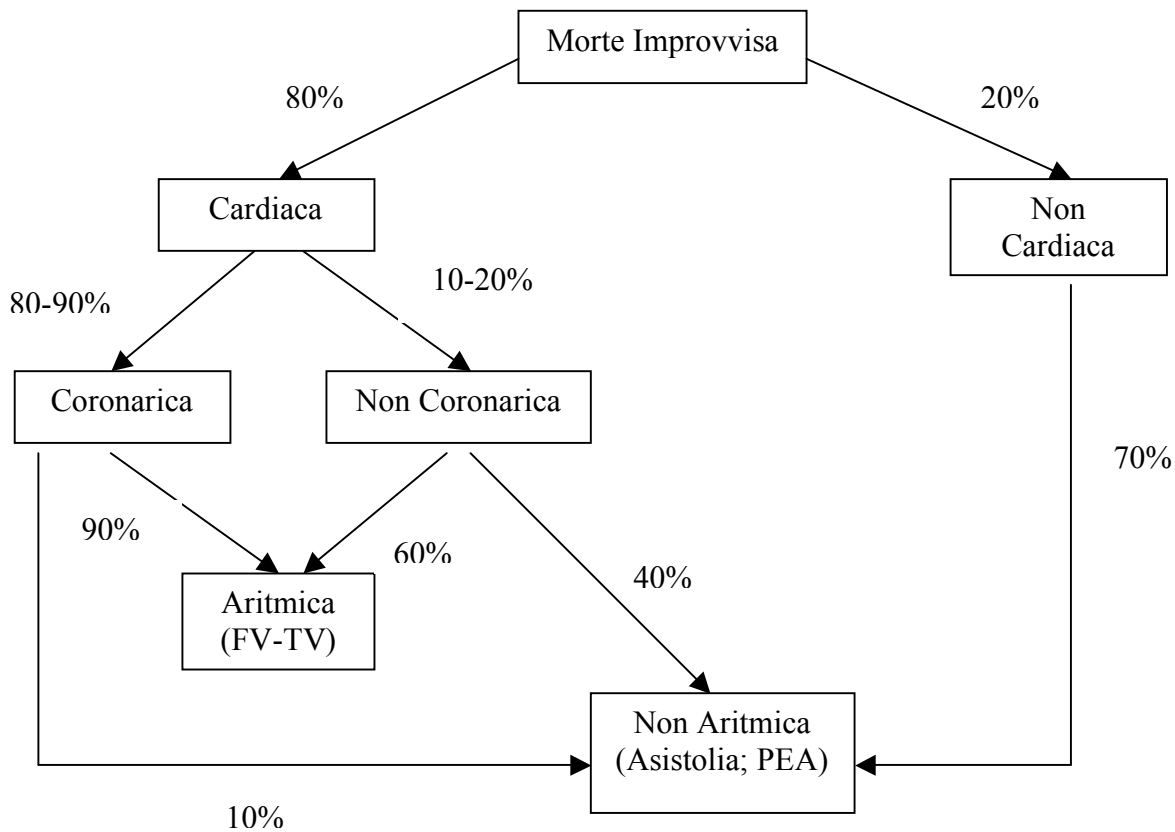 Morte Improvvisa
80%
20%
Cardiaca
Non
Cardiaca
80-90%
10-20%
Coronarica
Non Coronarica
70%
90%
60%
40%
Aritmica
(FV-TV)
Non Aritmica
(Asistolia; PEA)
10%